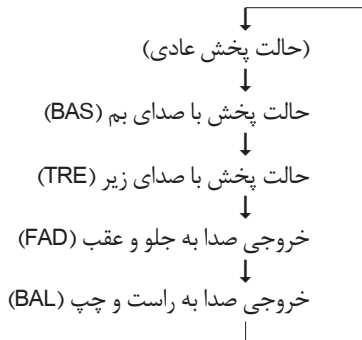 (حالت پخش عادی)
حالت پخش با صدای بم (BAS)
حالت پخش با صدای زیر (TRE)
خروجی صدا به جلو و عقب (FAD)
خروجی صدا به راست و چپ (BAL)